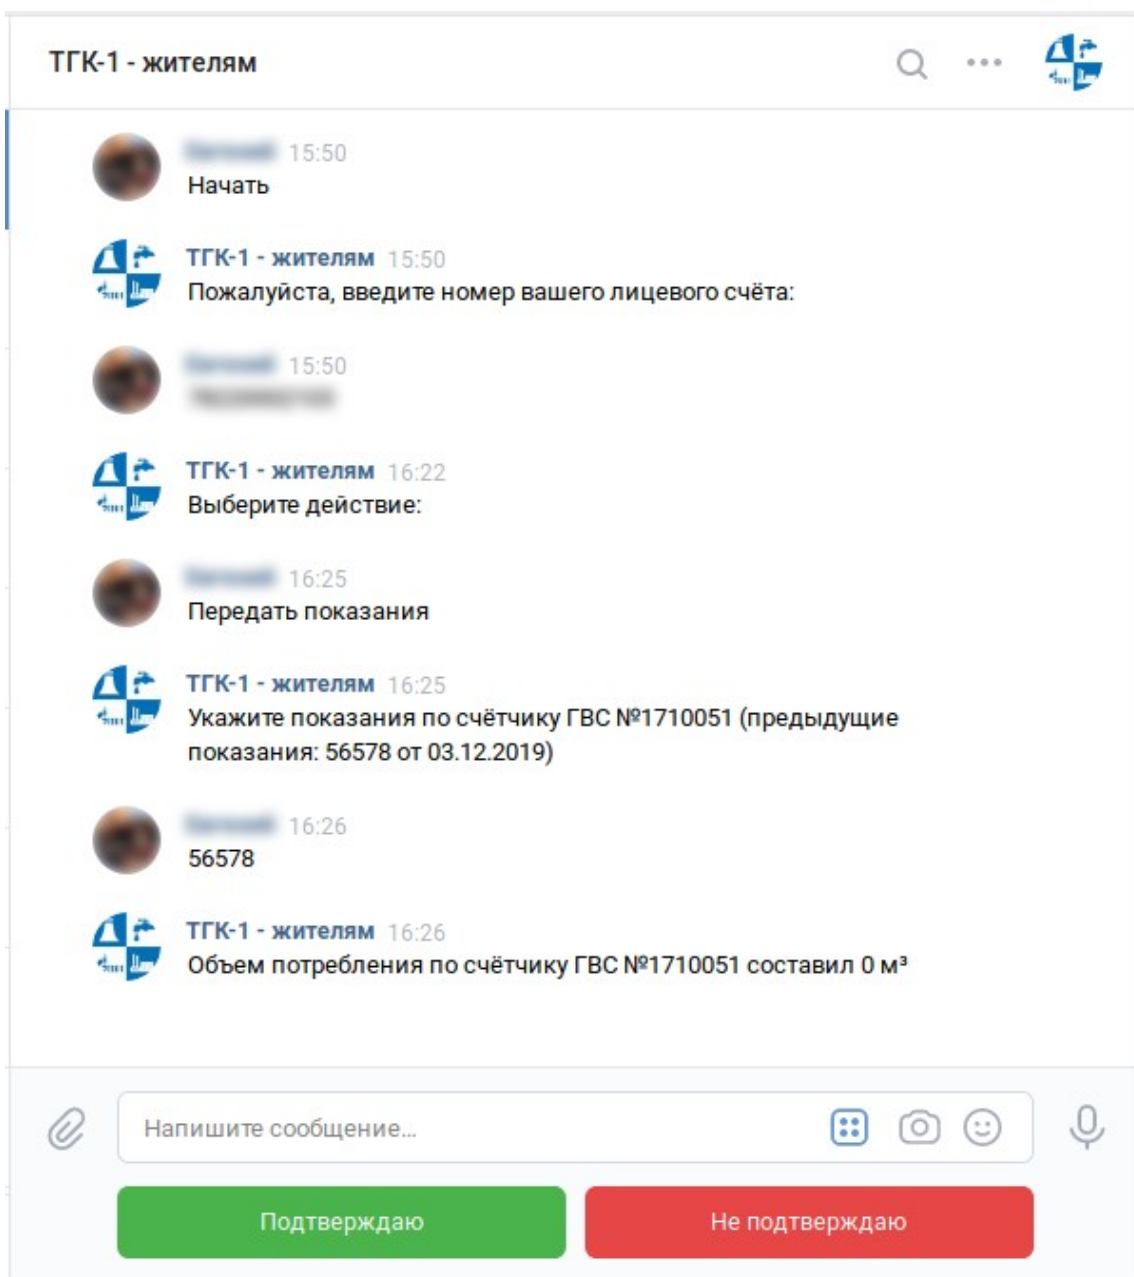 ТГК-1 - жителям
15:50
Начать
ТГК-1 - жителям 15:50
Пожалуйста, введите номер вашего лицевого счёта:
15:50
ТГК-1 - жителям 16:22
Выберите действие:
16:25
Передать показания
ТГК-1 - жителям 16:25
Укажите показания по счётчику ГВС №1710051 (предыдущие
показания: 56578 от 03.12.2019)
16:26
56578
ТГК-1 - жителям 16:26
Объем потребления по счётчику ГВС №1710051 составил 0 м³
Напишите сообщение...
Подтверждаю
Не подтверждаю